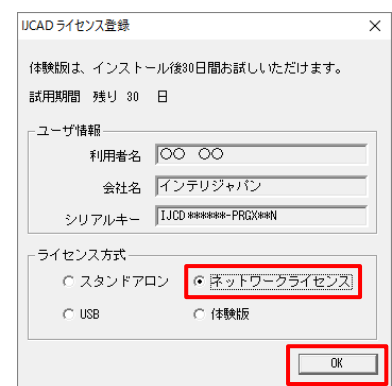 IJCAD ライセンス登録
体験版は、インストール後30日間お試しいただけます。
試用期間 残り 30 日
ユーザ情報
利用者名 〇〇 〇〇
会社名 インテリジャパン
シリアルキー IJCD******-PRGX**N
ライセンス方式
スタンドアロン ネットワークライセンス
USB 体験版
OK